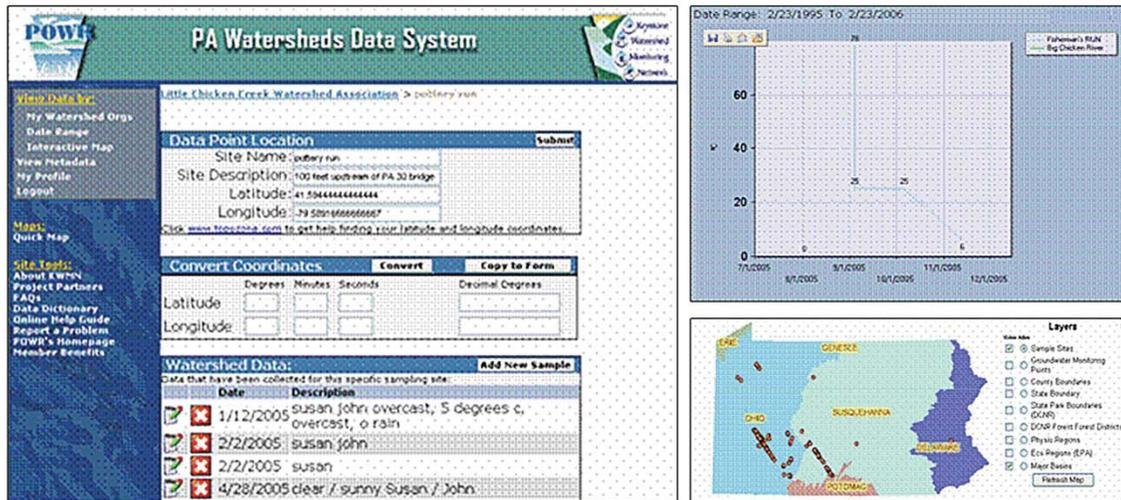 POWR
PA Watersheds Data System
Keystone
Watershed
Monitoring
Network
View Data by:
My Watershed Orgs
Date Range
Interactive Map
View Metadata
My Profile
Logout
Maps:
Quick Map
Site Tools:
About KWMN
Project Partners
FAQs
Data Dictionary
Online Help Guide
Report a Problem
POWR's Homepage
Member Benefits
Little Chicken Creek Watershed Association > pottery run
Data Point Location Submit
Site Name: pottery run
Site Description: 100 feet upstream of PA 30 bridge
Latitude: 41.59444444444444
Longitude: -79.58916666666667
Click www.topozone.com to get help finding your latitude and longitude coordinates.
Convert Coordinates Convert Copy to Form
Degrees Minutes Seconds Decimal Degrees
Latitude
Longitude
Watershed Data: Add New Sample
Data that have been collected for this specific sampling site:
Date Description
1/12/2005 susan john overcast, 5 degrees c, overcast, o rain
2/2/2005 susan john
2/2/2005 susan
4/28/2005 clear / sunny Susan / John
Date Range: 2/23/1995 To 2/23/2006
Fisherman's RUN
Big Chicken River
78
60
40
20
0
°C
25 25
0
6
7/1/2005 8/1/2005 9/1/2005 10/1/2005 11/1/2005 12/1/2005
ERIE
GENESEE
OHIO
SUSQUEHANNA
DELAWARE
POTOMAC
Layers
Sample Sites
Groundwater Monitoring Points
County Boundaries
State Boundary
State Park Boundaries (DCNR)
DCNR Forest Forest Districts
Physio Regions
Eco Regions (EPA)
Major Basins
Refresh Map